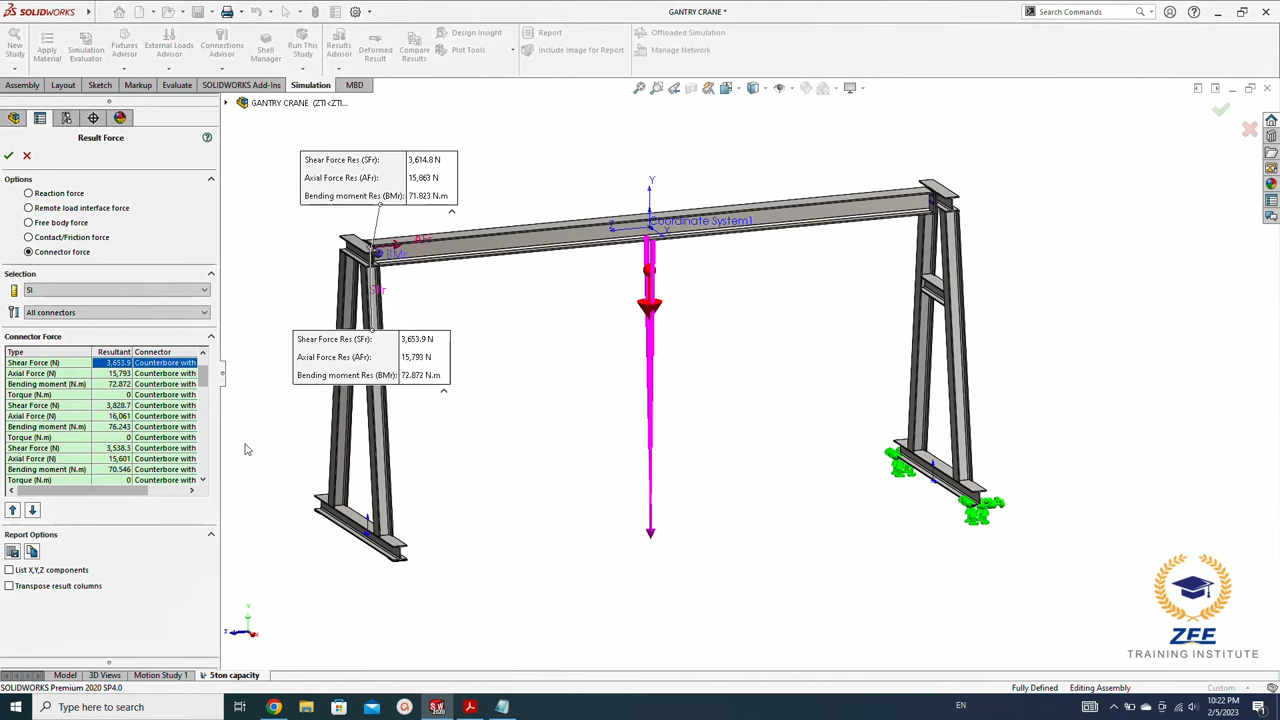 SOLIDWORKS
GANTRY CRANE *
Search Commands
New Study
Apply Material
Simulation Evaluator
Fixtures Advisor
External Loads Advisor
Connections Advisor
Shell Manager
Run This Study
Results Advisor
Deformed Result
Compare Results
Design Insight
Plot Tools
Report
Include Image for Report
Offloaded Simulation
Manage Network
Assembly Layout Sketch Markup Evaluate SOLIDWORKS Add-Ins Simulation MBD
GANTRY CRANE (ZTI<ZTI...
Result Force
Options
Reaction force
Remote load interface force
Free body force
Contact/Friction force
Connector force
Selection
SI
All connectors
Connector Force
Type Resultant Connector
Shear Force (N) 3,653.9 Counterbore with
Axial Force (N) 15,793 Counterbore with
Bending moment (N.m) 72.872 Counterbore with
Torque (N.m) 0 Counterbore with
Shear Force (N) 3,828.7 Counterbore with
Axial Force (N) 16,061 Counterbore with
Bending moment (N.m) 76.243 Counterbore with
Torque (N.m) 0 Counterbore with
Shear Force (N) 3,538.3 Counterbore with
Axial Force (N) 15,601 Counterbore with
Bending moment (N.m) 70.546 Counterbore with
Torque (N.m) 0 Counterbore with
Report Options
List X,Y,Z components
Transpose result columns
Shear Force Res (SFr): 3,614.8 N
Axial Force Res (AFr): 15,863 N
Bending moment Res (BMr): 71.823 N.m
Y
Coordinate System1
Z
X
AFr
BMr
SFr
Shear Force Res (SFr): 3,653.9 N
Axial Force Res (AFr): 15,793 N
Bending moment Res (BMr): 72.872 N.m
Y
Z
X
ZFE
TRAINING INSTITUTE
Model 3D Views Motion Study 1 5ton capacity
SOLIDWORKS Premium 2020 SP4.0
Fully Defined Editing Assembly Custom
Type here to search
SW
2020
EN
10:22 PM
2/5/2023
1